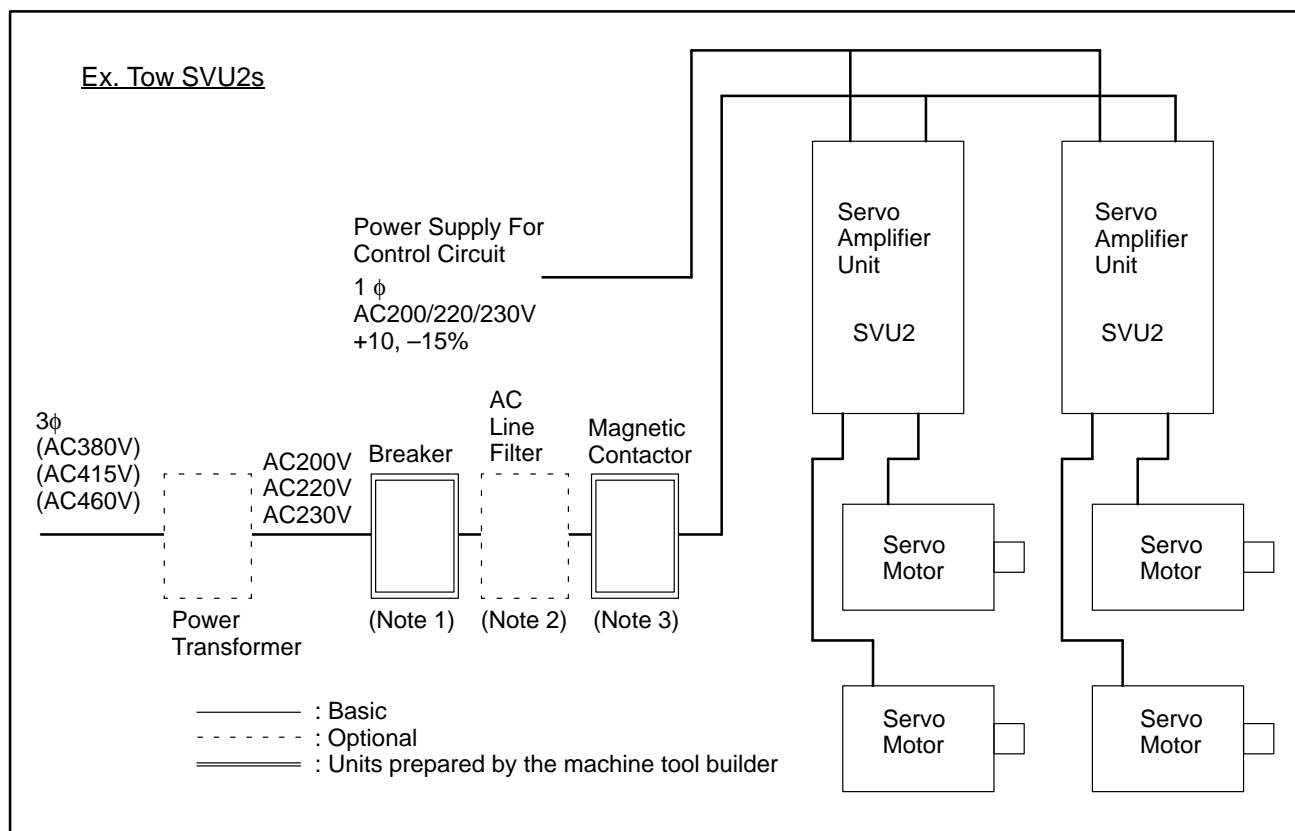 Ex. Tow SVU2s
Power Supply For
Control Circuit
1 ϕ
AC200/220/230V
+10, –15%
Servo
Amplifier
Unit
SVU2
Servo
Amplifier
Unit
SVU2
3ϕ
(AC380V)
(AC415V)
(AC460V)
Power
Transformer
AC200V
AC220V
AC230V
Breaker
(Note 1)
AC
Line
Filter
(Note 2)
Magnetic
Contactor
(Note 3)
Servo
Motor
Servo
Motor
Servo
Motor
Servo
Motor
: Basic
: Optional
: Units prepared by the machine tool builder